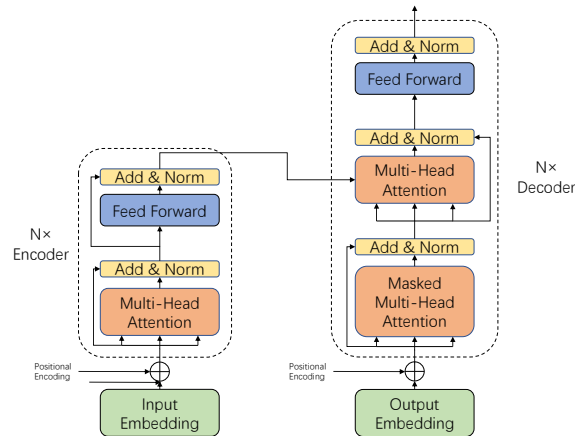 Add & Norm
Feed Forward
Add & Norm
Multi-Head
Attention
N×
Decoder
Add & Norm
Masked
Multi-Head
Attention
Positional
Encoding
Output
Embedding
Add & Norm
Feed Forward
N×
Encoder
Add & Norm
Multi-Head
Attention
Positional
Encoding
Input
Embedding